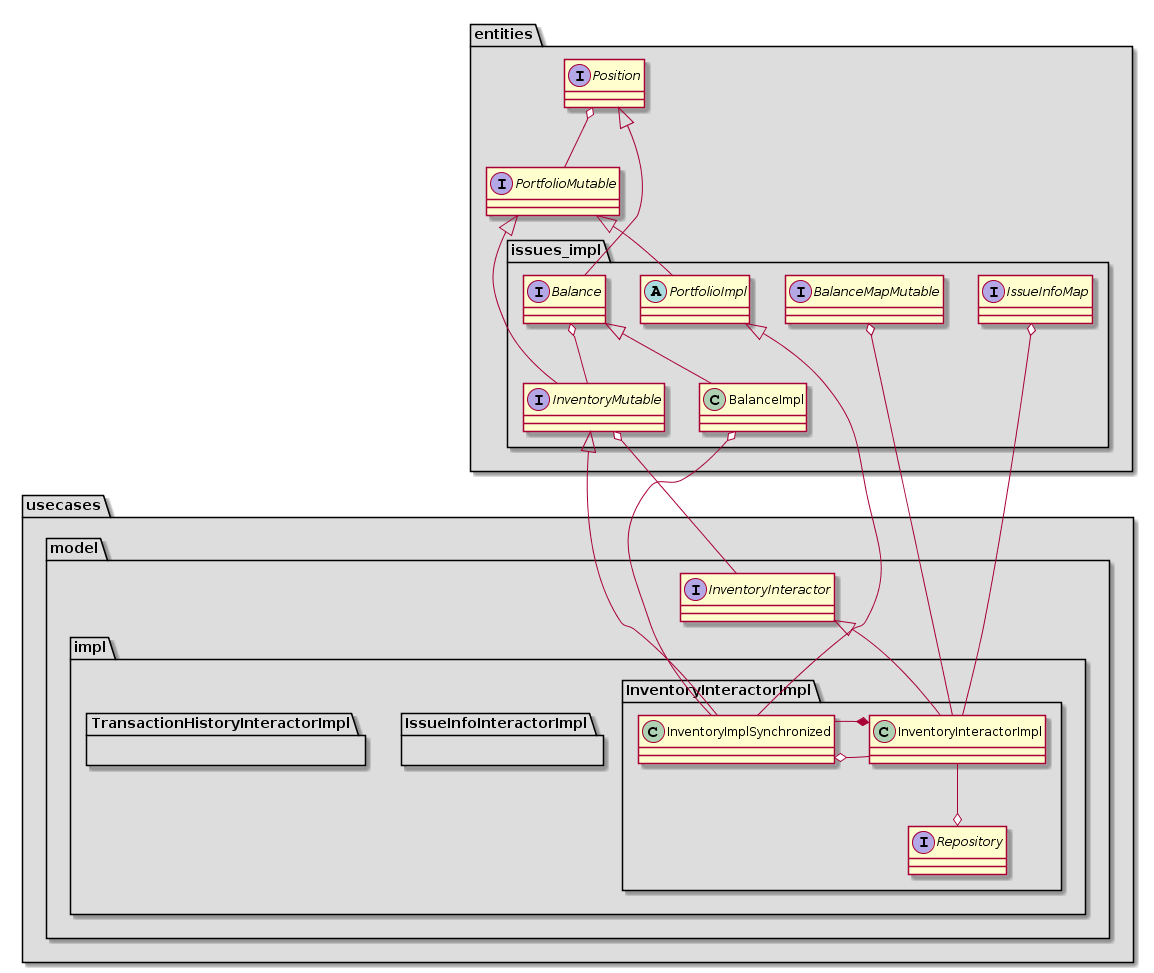 entities
I Position
I PortfolioMutable
issues_impl
I Balance
A PortfolioImpl
I BalanceMapMutable
I IssueInfoMap
I InventoryMutable
C BalanceImpl
usecases
model
I InventoryInteractor
impl
InventoryInteractorImpl
TransactionHistoryInteractorImpl
IssueInfoInteractorImpl
C InventoryImplSynchronized
C InventoryInteractorImpl
I Repository